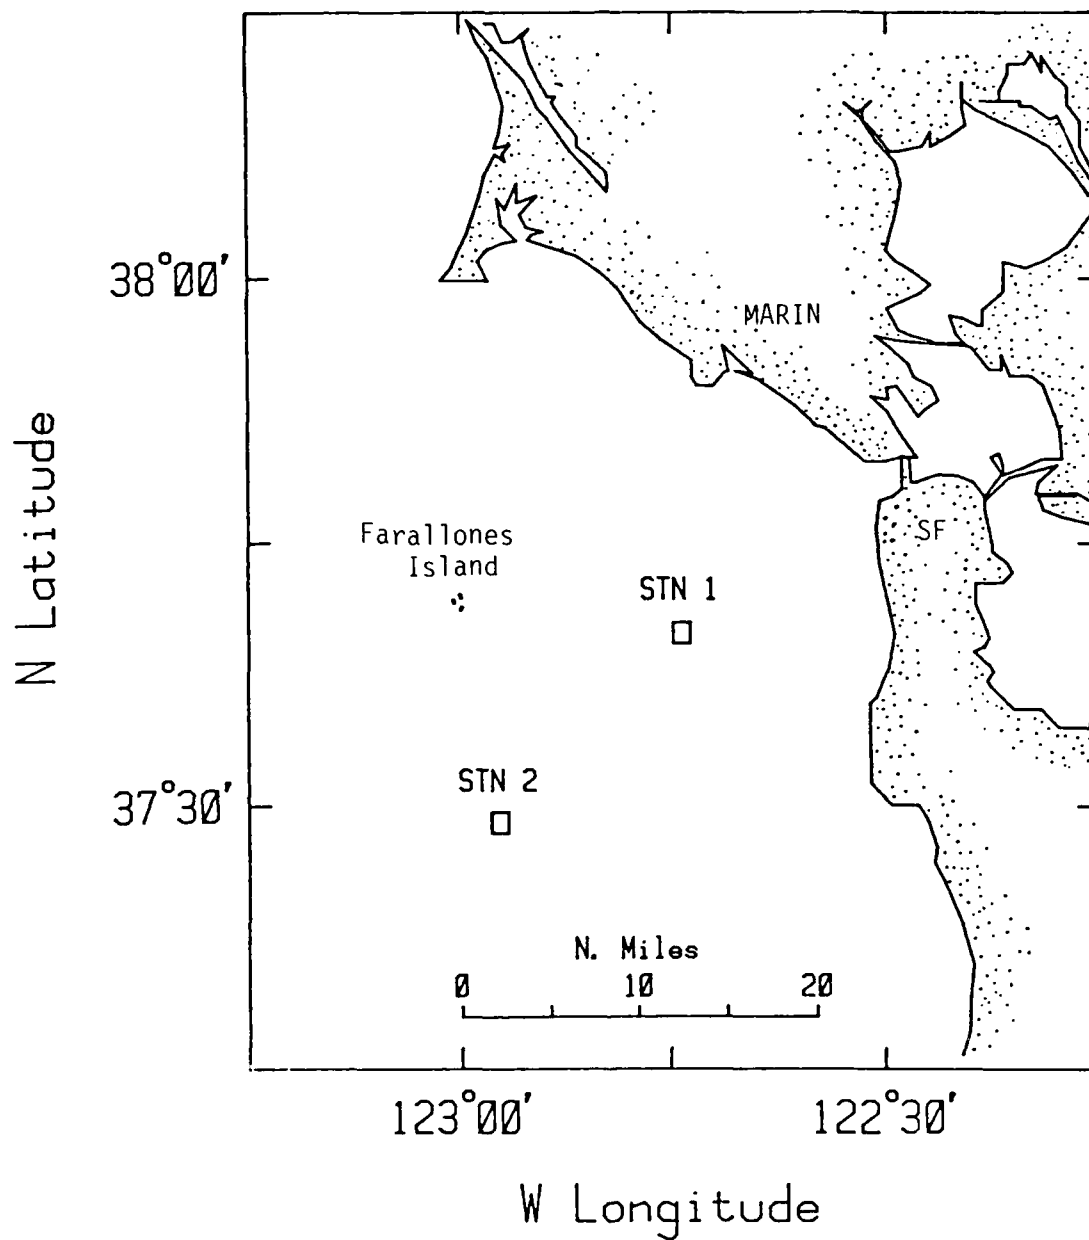 38°00'
MARIN
N Latitude
Farallones
Island
SF
STN 1
STN 2
37°30'
N. Miles
0 10 20
123°00' 122°30'
W Longitude